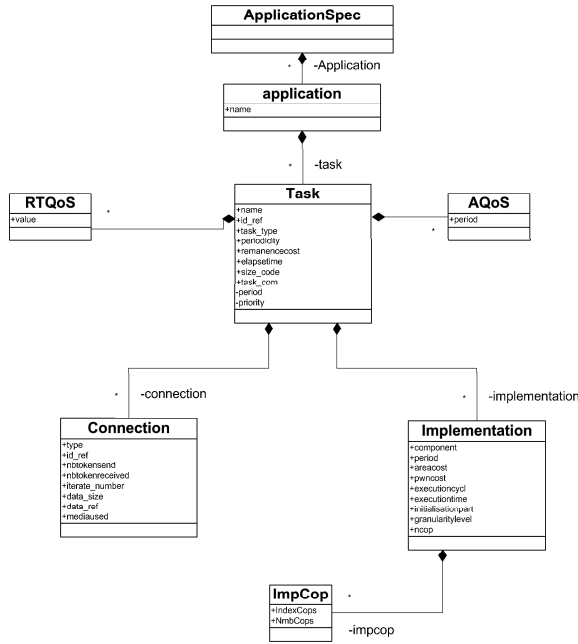 ApplicationSpec
* -Application
application
+name
* -task
Task
+name
+id_ref
+task_type
+periodicity
+remanencecost
+elapsetime
+size_code
+task_com
-period
-priority
RTQoS
+value
*
AQoS
+period
*
* -connection
* -implementation
Connection
+type
+id_ref
+nbtokensend
+nbtokenreceived
+iterate_number
+data_size
+data_ref
+mediaused
Implementation
+component
+period
+areacost
+pwncost
+executioncycl
+executiontime
+initialisationpart
+granularitylevel
+ncop
ImpCop
+IndexCops
+NmbCops
*
-impcop